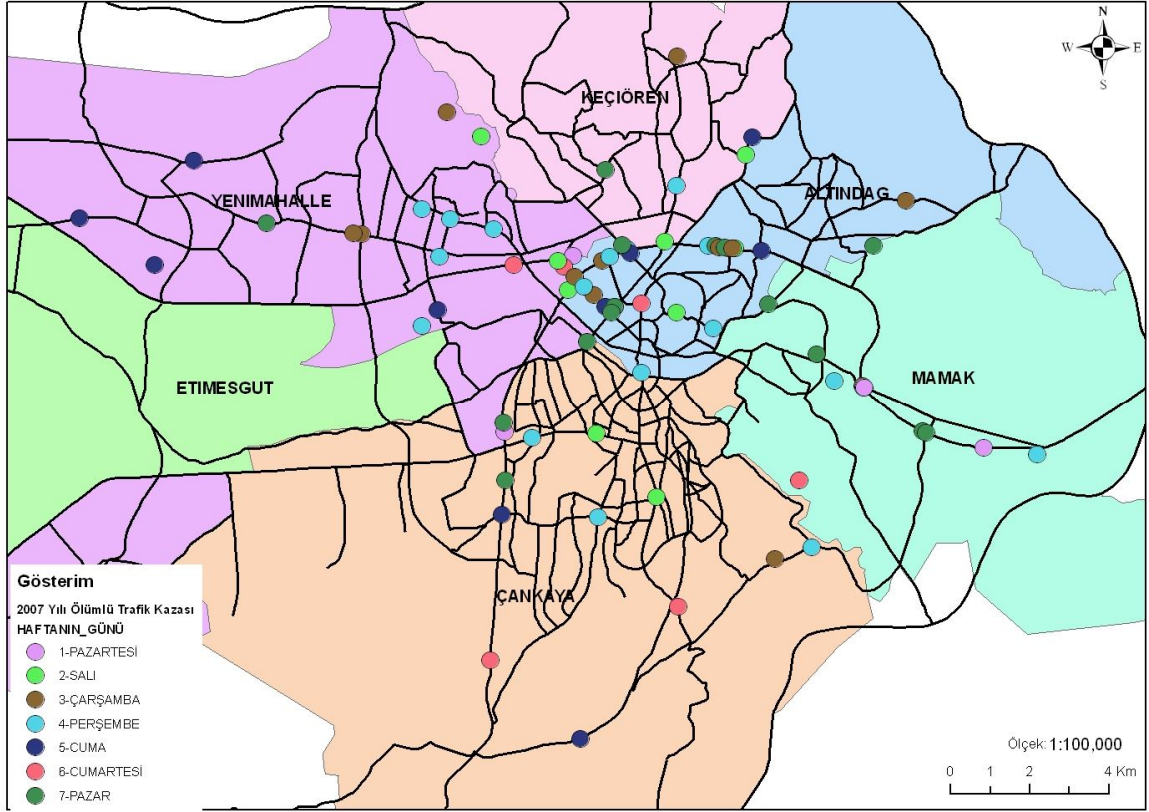 N
W E
S
KEÇİÖREN
ALTINDAG
YENIMAHALLE
ETIMESGUT
MAMAK
ÇANKAYA
Gösterim
2007 Yılı Ölümlü Trafik Kazası
HAFTANIN_GÜNÜ
1-PAZARTESİ
2-SALI
3-ÇARŞAMBA
4-PERŞEMBE
5-CUMA
6-CUMARTESİ
7-PAZAR
Ölçek: 1:100,000
0 1 2 4 Km